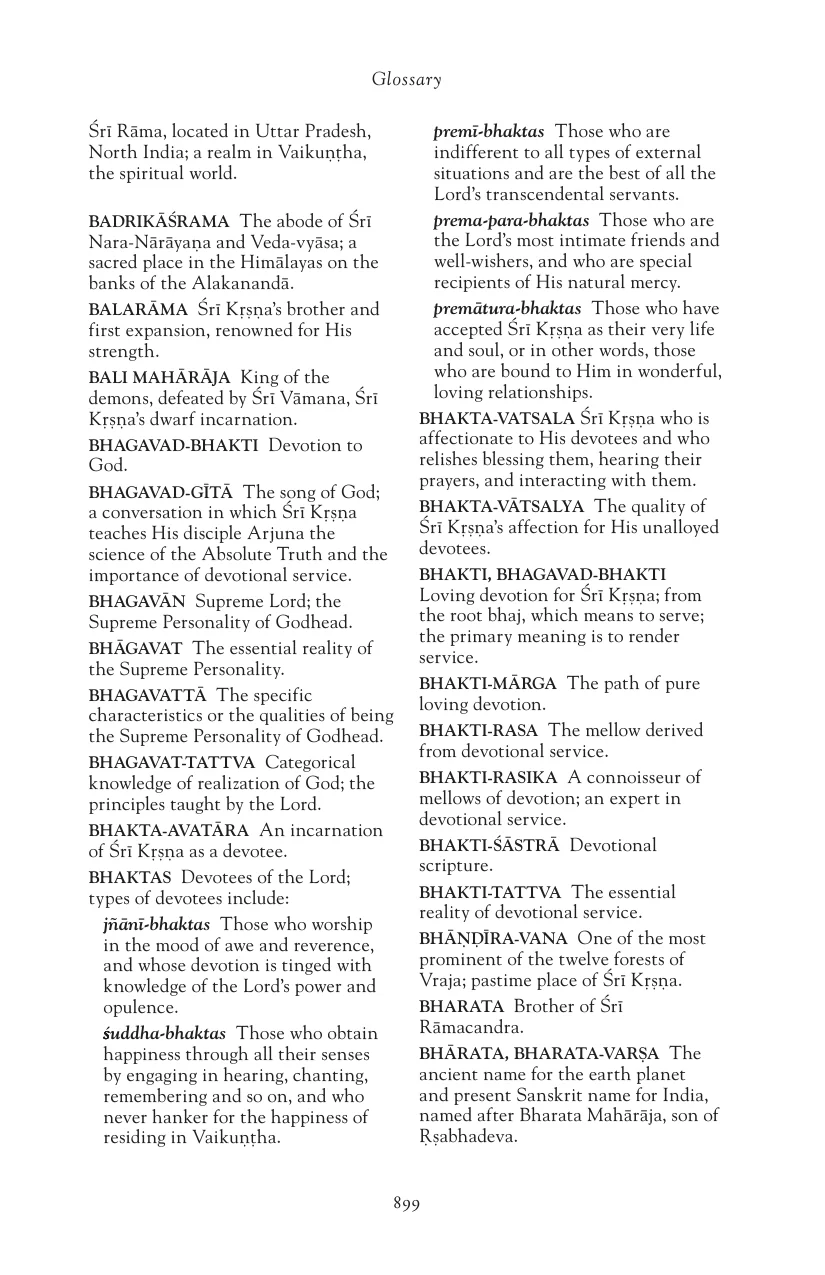 Glossary
Śrī Rāma, located in Uttar Pradesh,
North India; a realm in Vaikuṇṭha,
the spiritual world.
BADRIKĀŚRAMA The abode of Śrī
Nara-Nārāyaṇa and Veda-vyāsa; a
sacred place in the Himālayas on the
banks of the Alakanandā.
BALARĀMA Śrī Kṛṣṇa’s brother and
first expansion, renowned for His
strength.
BALI MAHĀRĀJA King of the
demons, defeated by Śrī Vāmana, Śrī
Kṛṣṇa’s dwarf incarnation.
BHAGAVAD-BHAKTI Devotion to
God.
BHAGAVAD-GĪTĀ The song of God;
a conversation in which Śrī Kṛṣṇa
teaches His disciple Arjuna the
science of the Absolute Truth and the
importance of devotional service.
BHAGAVĀN Supreme Lord; the
Supreme Personality of Godhead.
BHĀGAVAT The essential reality of
the Supreme Personality.
BHAGAVATTĀ The specific
characteristics or the qualities of being
the Supreme Personality of Godhead.
BHAGAVAT-TATTVA Categorical
knowledge of realization of God; the
principles taught by the Lord.
BHAKTA-AVATĀRA An incarnation
of Śrī Kṛṣṇa as a devotee.
BHAKTAS Devotees of the Lord;
types of devotees include:
jñānī-bhaktas Those who worship
in the mood of awe and reverence,
and whose devotion is tinged with
knowledge of the Lord’s power and
opulence.
śuddha-bhaktas Those who obtain
happiness through all their senses
by engaging in hearing, chanting,
remembering and so on, and who
never hanker for the happiness of
residing in Vaikuṇṭha.
premī-bhaktas Those who are
indifferent to all types of external
situations and are the best of all the
Lord’s transcendental servants.
prema-para-bhaktas Those who are
the Lord’s most intimate friends and
well-wishers, and who are special
recipients of His natural mercy.
premātura-bhaktas Those who have
accepted Śrī Kṛṣṇa as their very life
and soul, or in other words, those
who are bound to Him in wonderful,
loving relationships.
BHAKTA-VATSALA Śrī Kṛṣṇa who is
affectionate to His devotees and who
relishes blessing them, hearing their
prayers, and interacting with them.
BHAKTA-VĀTSALYA The quality of
Śrī Kṛṣṇa’s affection for His unalloyed
devotees.
BHAKTI, BHAGAVAD-BHAKTI
Loving devotion for Śrī Kṛṣṇa; from
the root bhaj, which means to serve;
the primary meaning is to render
service.
BHAKTI-MĀRGA The path of pure
loving devotion.
BHAKTI-RASA The mellow derived
from devotional service.
BHAKTI-RASIKA A connoisseur of
mellows of devotion; an expert in
devotional service.
BHAKTI-ŚĀSTRĀ Devotional
scripture.
BHAKTI-TATTVA The essential
reality of devotional service.
BHĀṆḌĪRA-VANA One of the most
prominent of the twelve forests of
Vraja; pastime place of Śrī Kṛṣṇa.
BHARATA Brother of Śrī
Rāmacandra.
BHĀRATA, BHARATA-VARṢA The
ancient name for the earth planet
and present Sanskrit name for India,
named after Bharata Mahārāja, son of
Ṛṣabhadeva.
899